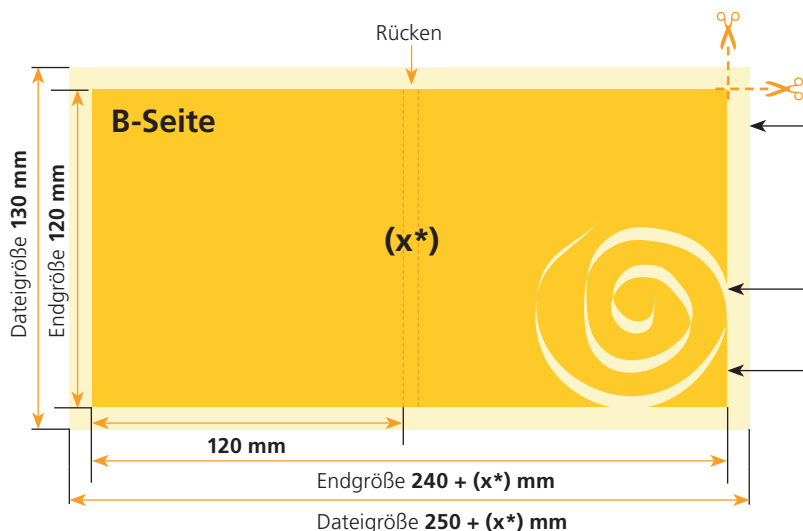 Rücken
B-Seite
(x*)
Dateigröße 130 mm
Endgröße 120 mm
120 mm
Endgröße 240 + (x*) mm
Dateigröße 250 + (x*) mm